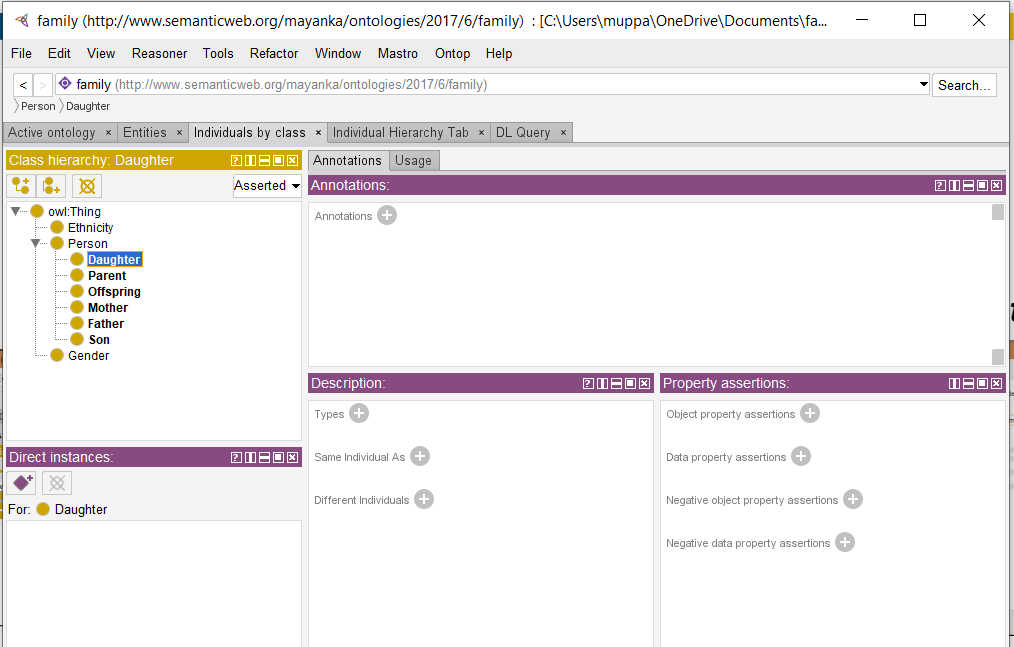 family (http://www.semanticweb.org/mayanka/ontologies/2017/6/family) : [C:\Users\muppa\OneDrive\Documents\fa...
File Edit View Reasoner Tools Refactor Window Mastro Ontop Help
< > family (http://www.semanticweb.org/mayanka/ontologies/2017/6/family) Search...
Person Daughter
Active ontology × Entities × Individuals by class × Individual Hierarchy Tab × DL Query ×
Class hierarchy: Daughter
Asserted
owl:Thing
Ethnicity
Person
Daughter
Parent
Offspring
Mother
Father
Son
Gender
Direct instances:
For: Daughter
Annotations Usage
Annotations:
Annotations
Description:
Types
Same Individual As
Different Individuals
Property assertions:
Object property assertions
Data property assertions
Negative object property assertions
Negative data property assertions